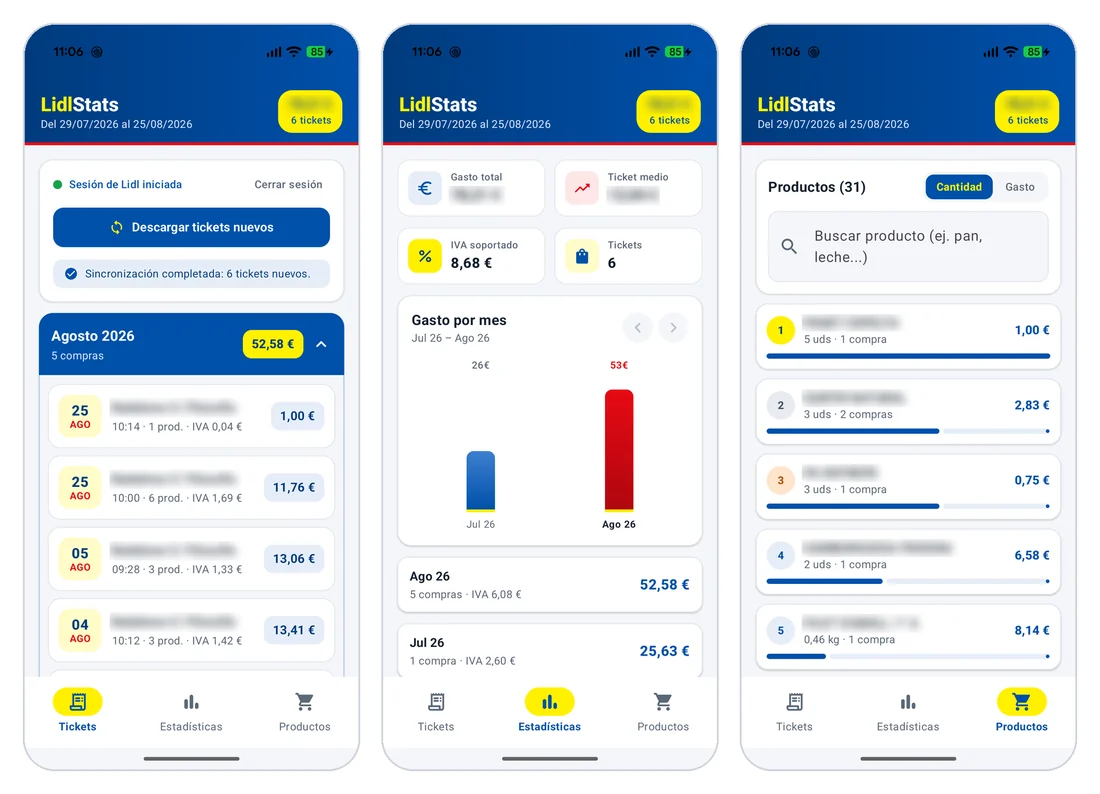 11:06
85
LidlStats
Del 29/07/2026 al 25/08/2026
6 tickets
Sesión de Lidl iniciada
Cerrar sesión
Descargar tickets nuevos
Sincronización completada: 6 tickets nuevos.
Agosto 2026
5 compras
52,58 €
25
AGO
10:14 · 1 prod. · IVA 0,04 €
1,00 €
25
AGO
10:00 · 6 prod. · IVA 1,69 €
11,76 €
05
AGO
09:28 · 3 prod. · IVA 1,33 €
13,06 €
04
AGO
10:12 · 3 prod. · IVA 1,42 €
13,41 €
Tickets
Estadísticas
Productos
11:06
85
LidlStats
Del 29/07/2026 al 25/08/2026
6 tickets
€
Gasto total
Ticket medio
%
IVA soportado
8,68 €
Tickets
6
Gasto por mes
Jul 26 – Ago 26
26€
53€
Jul 26
Ago 26
Ago 26
5 compras · IVA 6,08 €
52,58 €
Jul 26
1 compra · IVA 2,60 €
25,63 €
Tickets
Estadísticas
Productos
11:06
85
LidlStats
Del 29/07/2026 al 25/08/2026
6 tickets
Productos (31)
Cantidad
Gasto
Buscar producto (ej. pan,
leche...)
1
5 uds · 1 compra
1,00 €
2
3 uds · 2 compras
2,83 €
3
3 uds · 1 compra
0,75 €
4
2 uds · 1 compra
6,58 €
5
0,46 kg · 1 compra
8,14 €
Tickets
Estadísticas
Productos